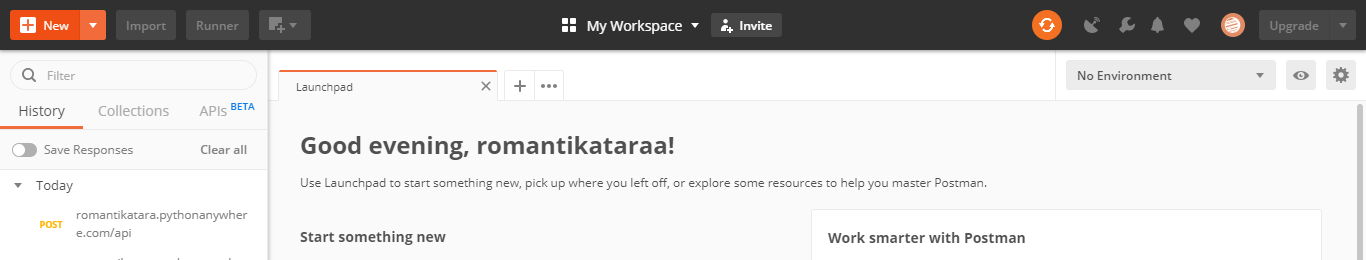 New
Import
Runner
My Workspace
Invite
Upgrade
Filter
History Collections APIs BETA
Save Responses Clear all
Today
POST romantikatara.pythonanywher
e.com/api
Launchpad
No Environment
Good evening, romantikataraa!
Use Launchpad to start something new, pick up where you left off, or explore some resources to help you master Postman.
Start something new
Work smarter with Postman